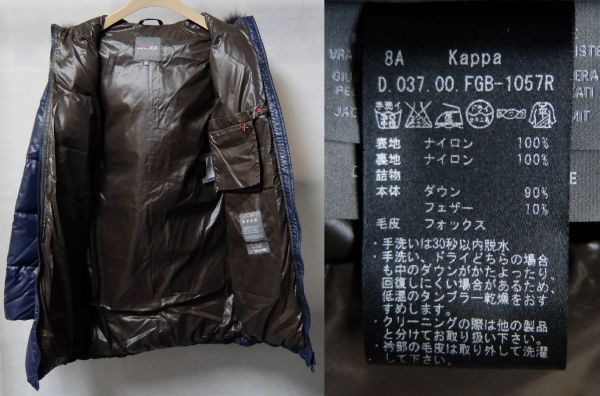 8A Kappa
D.037.00.FGB-1057R
手洗イ
表地 ナイロン 100%
裏地 ナイロン 100%
詰物
本体 ダウン 90%
フェザー 10%
毛皮 フォックス
・手洗いは30秒以内脱水
・手洗い、ドライどちらの場合
も中のダウンがかたよったり、
回復しにくい場合があるため、
低温のタンブラー乾燥をおす
すめします。
・クリーニングの際は他の製品
と分けてお取り扱い下さい。
・衿部の毛皮は取り外して洗濯
して下さい。